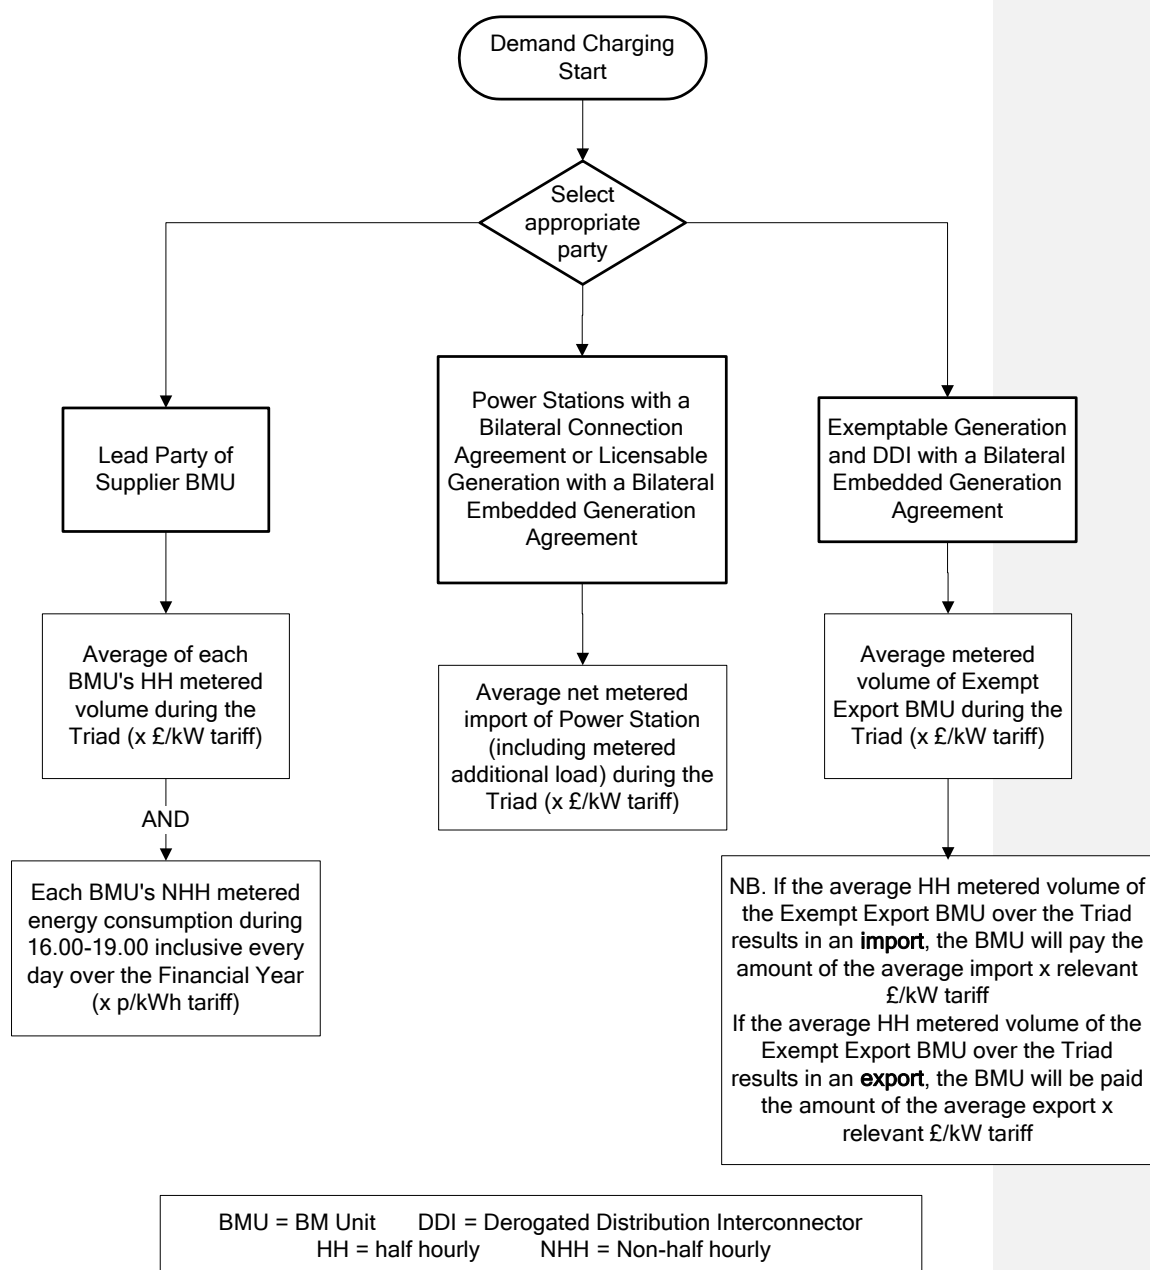 Demand Charging
Start
Select
appropriate
party
Lead Party of
Supplier BMU
Power Stations with a
Bilateral Connection
Agreement or Licensable
Generation with a Bilateral
Embedded Generation
Agreement
Exemptable Generation
and DDI with a Bilateral
Embedded Generation
Agreement
Average of each
BMU's HH metered
volume during the
Triad (x £/kW tariff)
Average net metered
import of Power Station
(including metered
additional load) during the
Triad (x £/kW tariff)
Average metered
volume of Exempt
Export BMU during the
Triad (x £/kW tariff)
AND
Each BMU's NHH metered
energy consumption during
16.00-19.00 inclusive every
day over the Financial Year
(x p/kWh tariff)
NB. If the average HH metered volume of
the Exempt Export BMU over the Triad
results in an import, the BMU will pay the
amount of the average import x relevant
£/kW tariff
If the average HH metered volume of the
Exempt Export BMU over the Triad
results in an export, the BMU will be paid
the amount of the average export x
relevant £/kW tariff
BMU = BM Unit DDI = Derogated Distribution Interconnector
HH = half hourly NHH = Non-half hourly